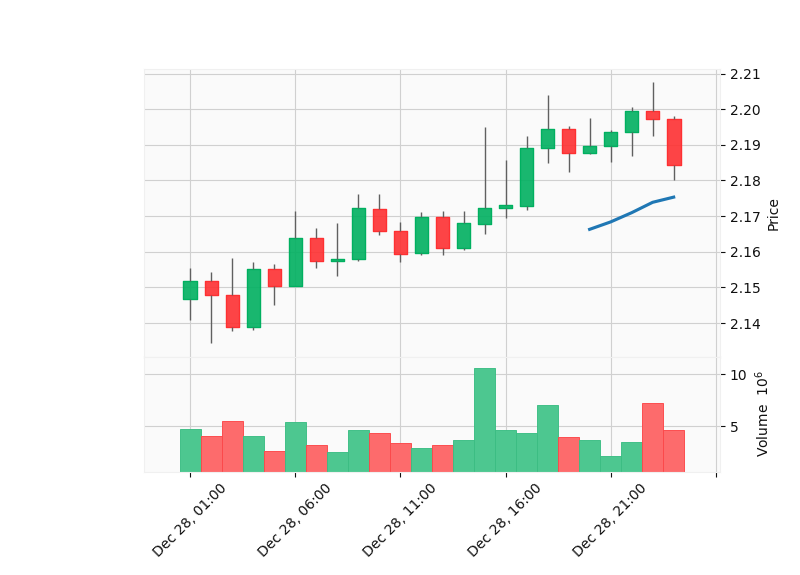 2.21
2.20
2.19
2.18
2.17
2.16
2.15
2.14
Price
10
5
Volume 10⁶
Dec 28, 01:00
Dec 28, 06:00
Dec 28, 11:00
Dec 28, 16:00
Dec 28, 21:00